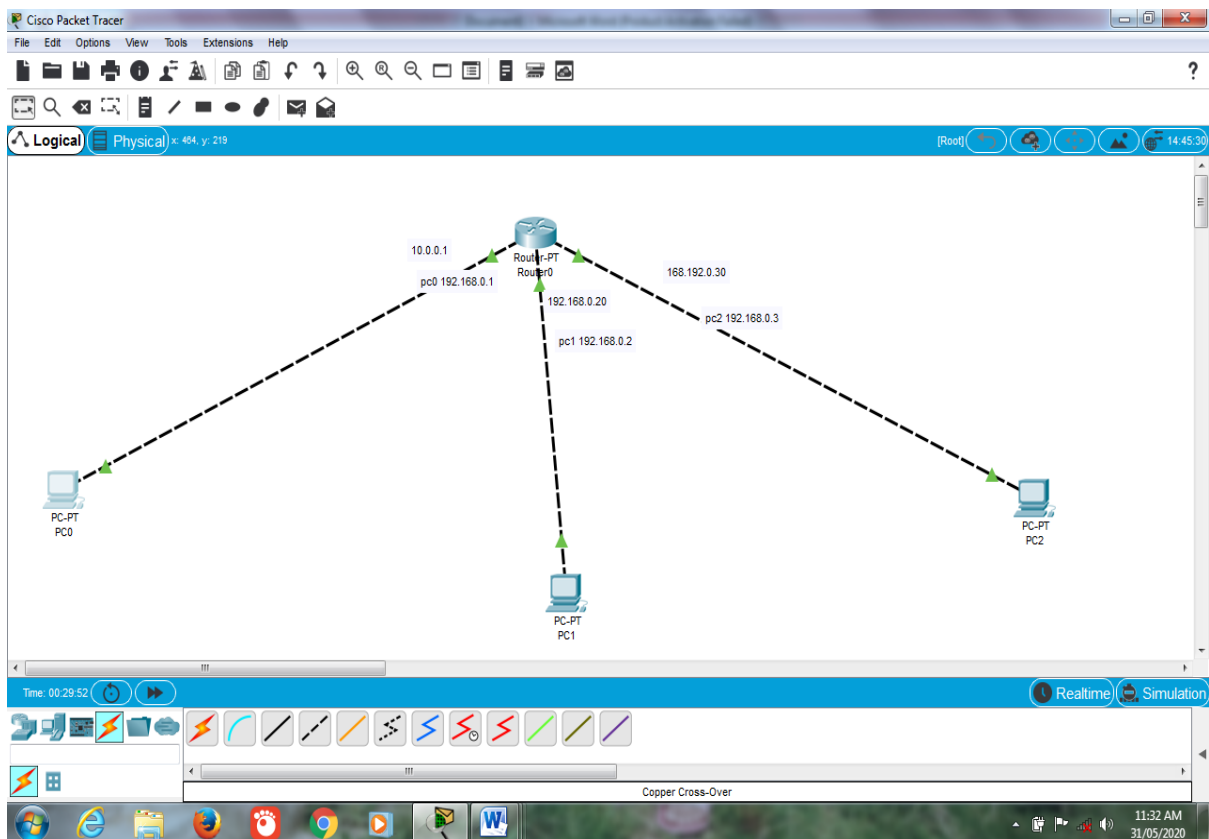 Cisco Packet Tracer
File Edit Options View Tools Extensions Help
?
Logical Physical x: 464, y: 219 [Root] 14:45:30
10.0.0.1
Router-PT
Router0
168.192.0.30
pc0 192.168.0.1
192.168.0.20
pc2 192.168.0.3
pc1 192.168.0.2
PC-PT
PC0
PC-PT
PC2
PC-PT
PC1
Time: 00:29:52 Realtime Simulation
Copper Cross-Over
11:32 AM
31/05/2020